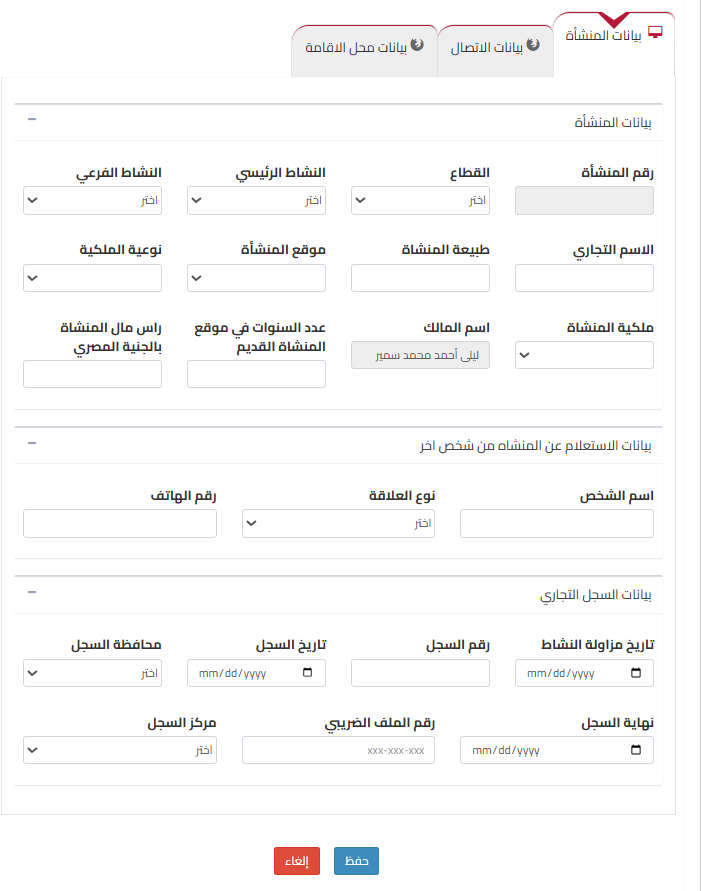 بيانات المنشأة
بيانات الاتصال
بيانات محل الاقامة
بيانات المنشأة
رقم المنشأة
القطاع
النشاط الرئيسي
النشاط الفرعي
اختر
اختر
اختر
الاسم التجاري
طبيعة المنشاة
موقع المنشأة
نوعية الملكية
ملكية المنشاة
اسم المالك
عدد السنوات في موقع
المنشاة القديم
راس مال المنشاة
بالجنية المصري
ليلى أحمد محمد سمير
بيانات الاستعلام عن المنشاه من شخص اخر
اسم الشخص
نوع العلاقة
رقم الهاتف
اختر
بيانات السجل التجاري
تاريخ مزاولة النشاط
رقم السجل
تاريخ السجل
محافظة السجل
mm/dd/yyyy
mm/dd/yyyy
اختر
نهاية السجل
رقم الملف الضريبي
مركز السجل
mm/dd/yyyy
xxx-xxx-xxx
اختر
حفظ
إلغاء